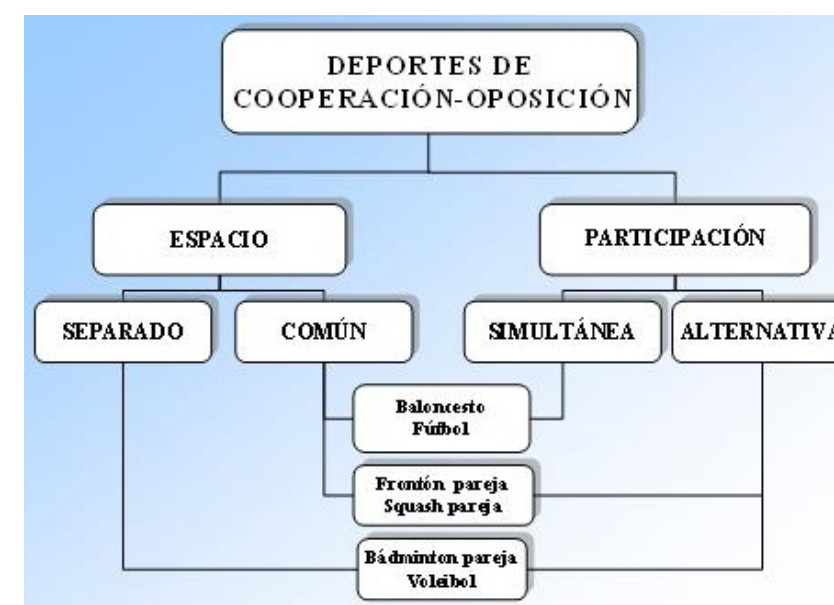 DEPORTES DE
COOPERACIÓN-OPOSICIÓN
ESPACIO
PARTICIPACIÓN
SEPARADO
COMÚN
SIMULTÁNEA
ALTERNATIVA
Baloncesto
Fútbol
Frontón pareja
Squash pareja
Bádminton pareja
Voleibol